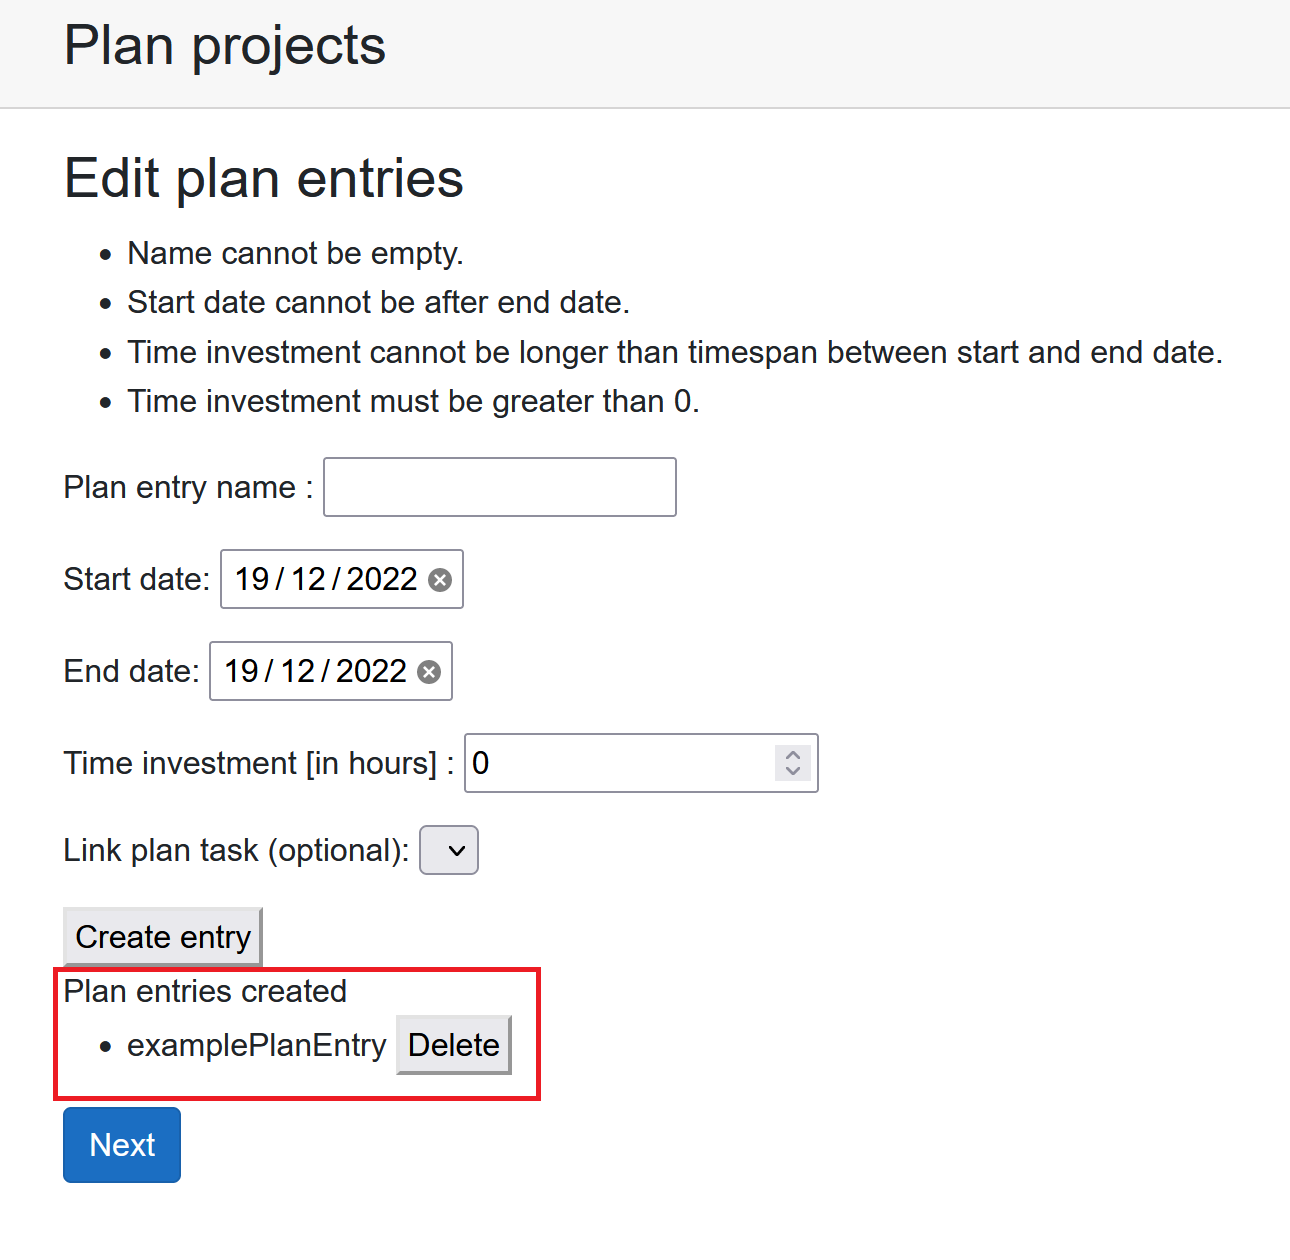 Plan projects
Edit plan entries
Name cannot be empty.
Start date cannot be after end date.
Time investment cannot be longer than timespan between start and end date.
Time investment must be greater than 0.
Plan entry name :
Start date: 19 / 12 / 2022
End date: 19 / 12 / 2022
Time investment [in hours] : 0
Link plan task (optional):
Create entry
Plan entries created
examplePlanEntry Delete
Next